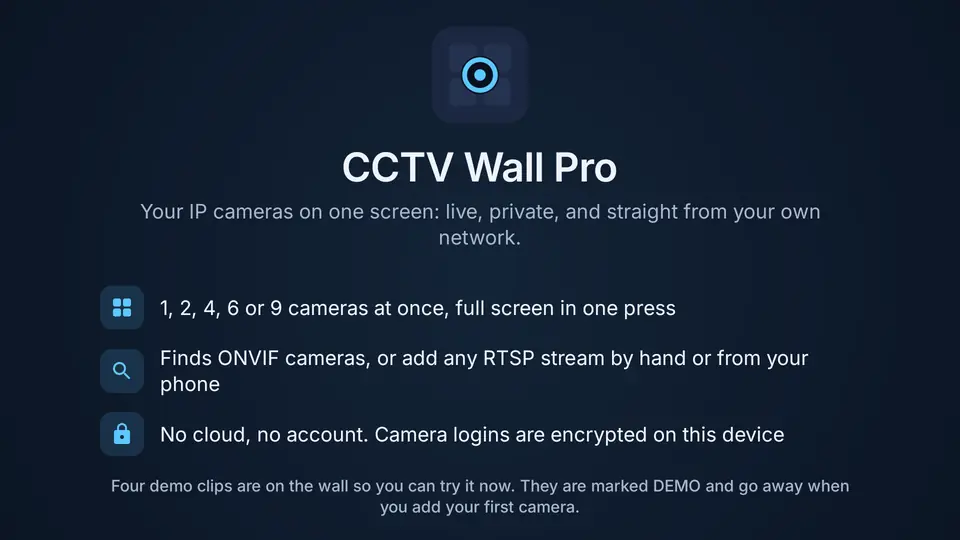 CCTV Wall Pro
Your IP cameras on one screen: live, private, and straight from your own
network.
1, 2, 4, 6 or 9 cameras at once, full screen in one press
Finds ONVIF cameras, or add any RTSP stream by hand or from your
phone
No cloud, no account. Camera logins are encrypted on this device
Four demo clips are on the wall so you can try it now. They are marked DEMO and go away when
you add your first camera.